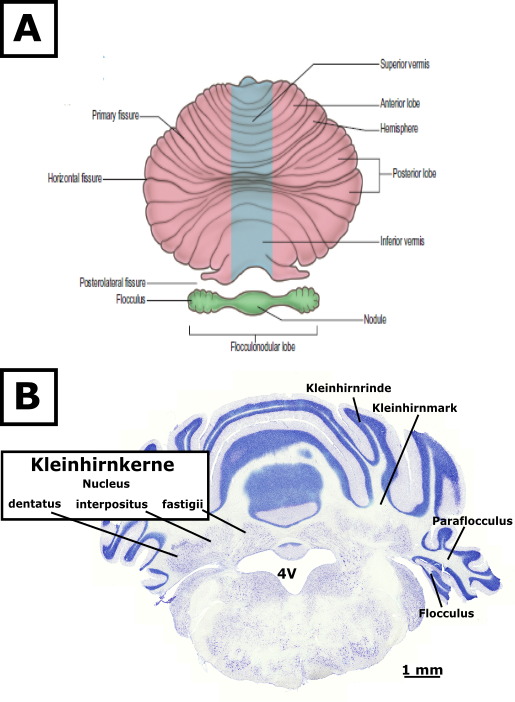 A
Superior vermis
Anterior lobe
Primary fissure
Hemisphere
Horizontal fissure
Posterior lobe
Inferior vermis
Posterolateral fissure
Flocculus
Nodule
Flocculonodular lobe
B
Kleinhirnrinde
Kleinhirnmark
Kleinhirnkerne
Nucleus
dentatus interpositus fastigii
Paraflocculus
4V
Flocculus
1 mm